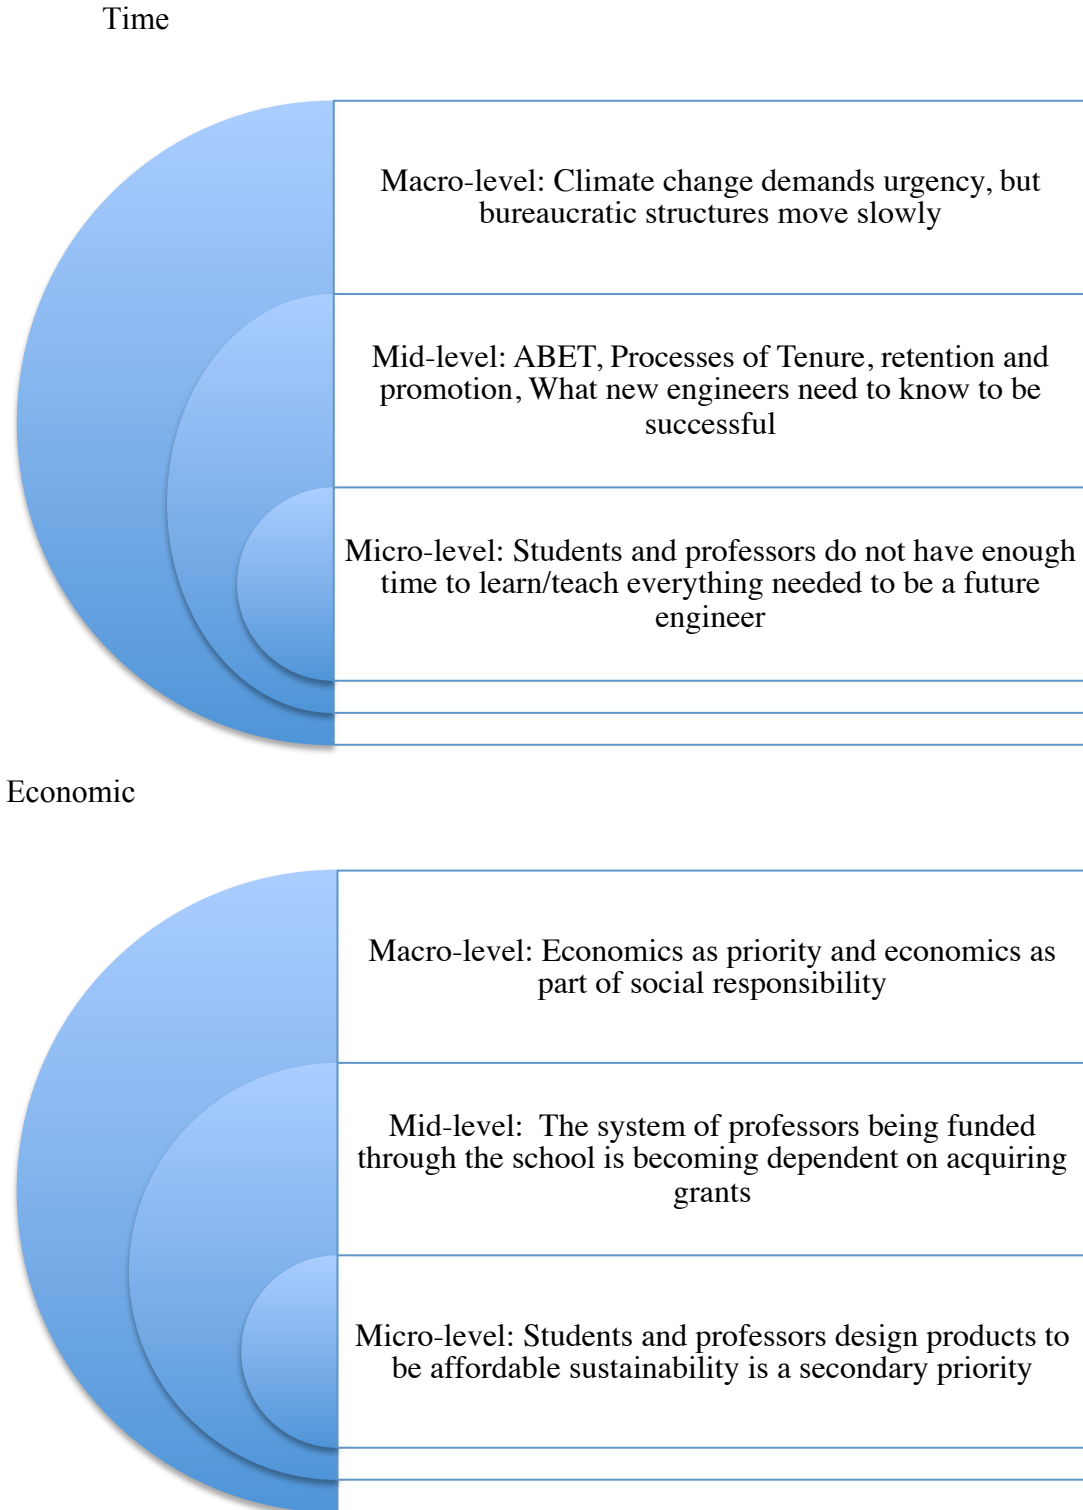 Time
Macro-level: Climate change demands urgency, but
bureaucratic structures move slowly
Mid-level: ABET, Processes of Tenure, retention and
promotion, What new engineers need to know to be
successful
Micro-level: Students and professors do not have enough
time to learn/teach everything needed to be a future
engineer
Economic
Macro-level: Economics as priority and economics as
part of social responsibility
Mid-level:  The system of professors being funded
through the school is becoming dependent on acquiring
grants
Micro-level: Students and professors design products to
be affordable sustainability is a secondary priority